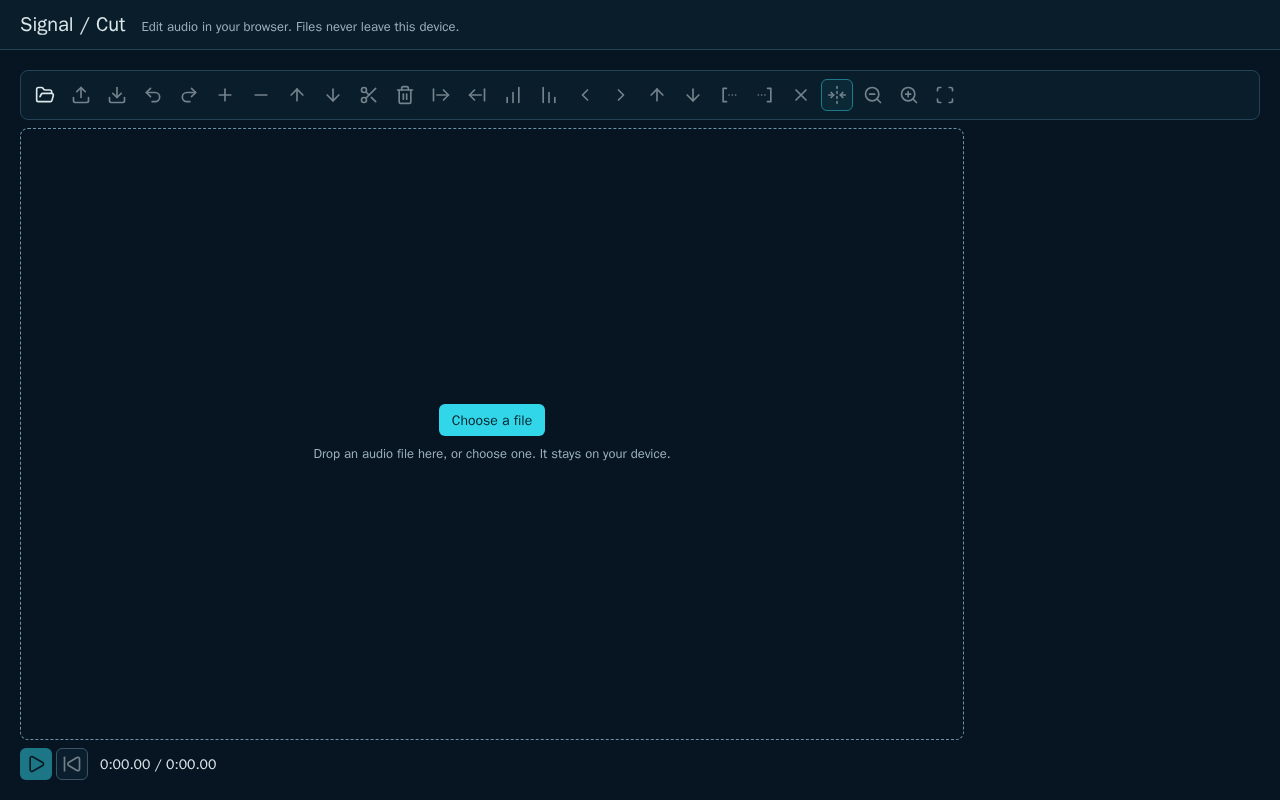 Signal / Cut
Edit audio in your browser. Files never leave this device.
Choose a file
Drop an audio file here, or choose one. It stays on your device.
0:00.00 / 0:00.00